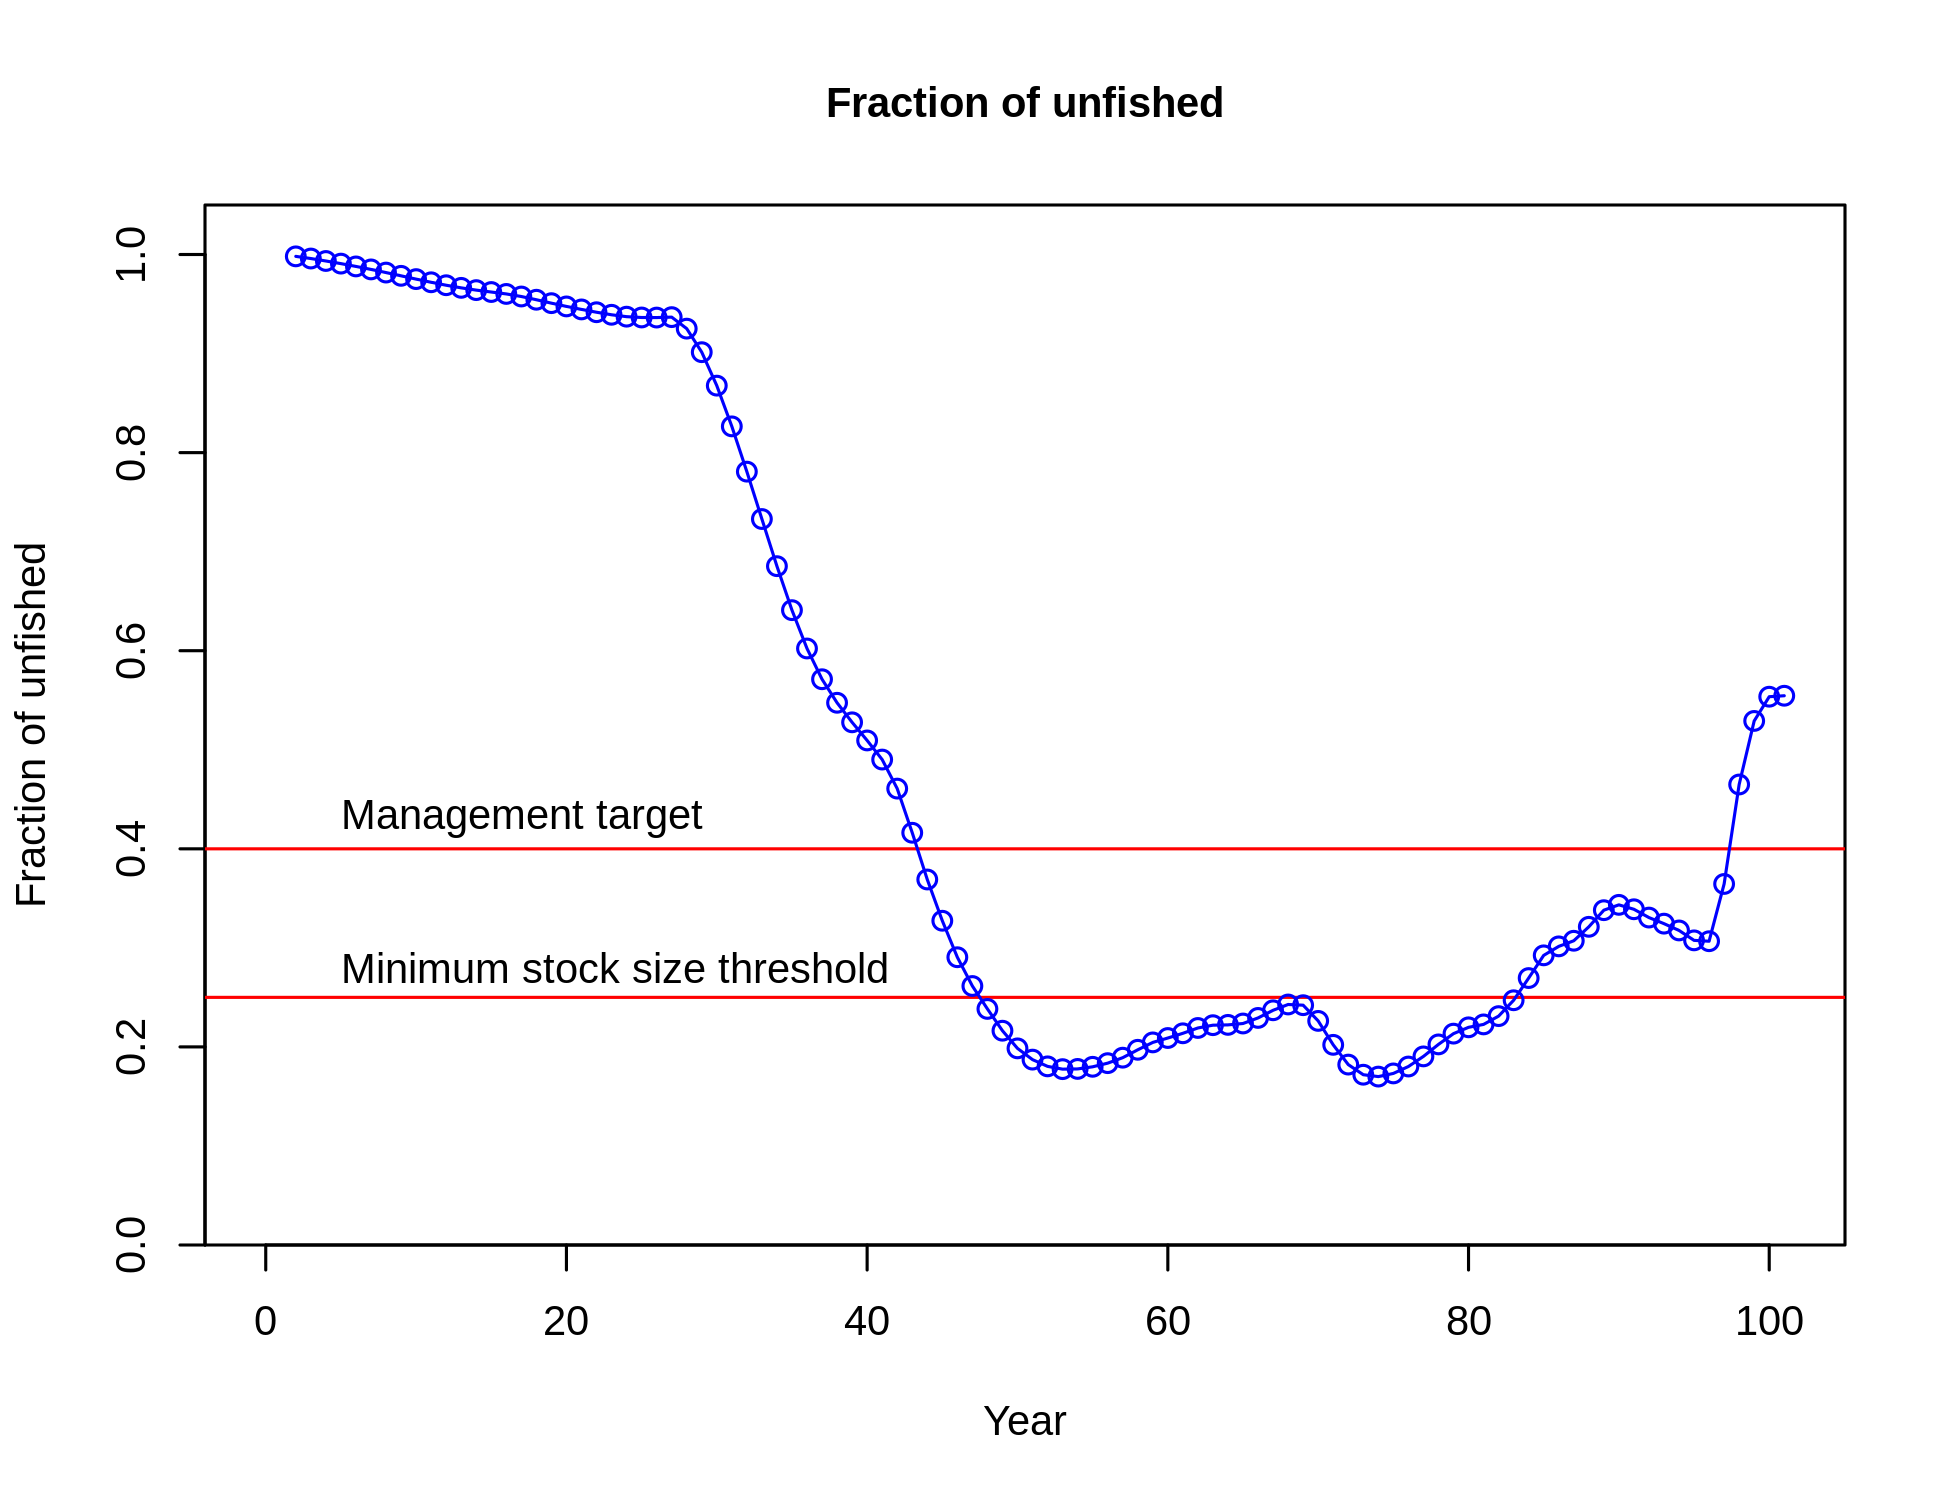 Fraction of unfished
Fraction of unfished
1.0
0.8
0.6
0.4
0.2
0.0
Management target
Minimum stock size threshold
0 20 40 60 80 100
Year